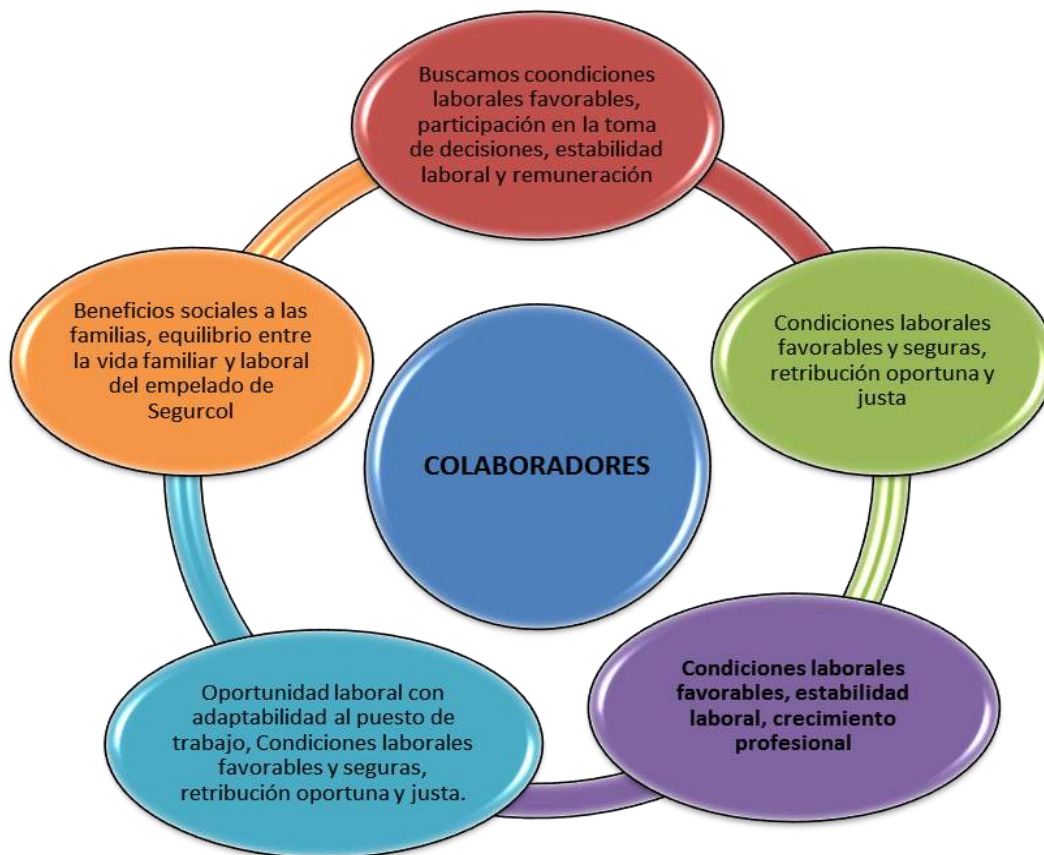 Buscamos coondiciones
laborales favorables,
participación en la toma
de decisiones, estabilidad
laboral y remuneración
Beneficios sociales a las
familias, equilibrio entre
la vida familiar y laboral
del empelado de
Segurcol
Condiciones laborales
favorables y seguras,
retribución oportuna y
justa
COLABORADORES
Oportunidad laboral con
adaptabilidad al puesto de
trabajo, Condiciones laborales
favorables y seguras,
retribución oportuna y justa.
Condiciones laborales
favorables, estabilidad
laboral, crecimiento
profesional